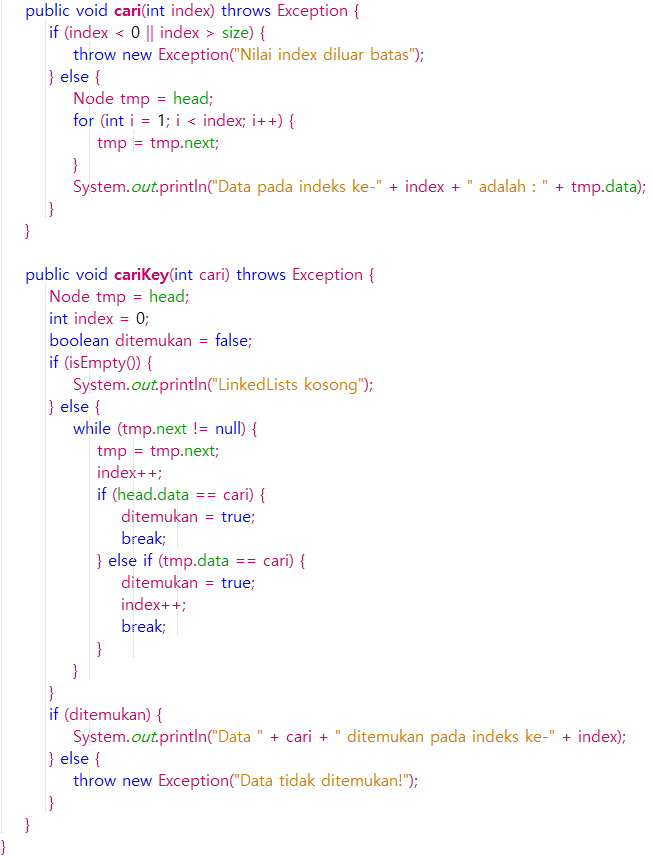 public void cari(int index) throws Exception {
if (index < 0 || index > size) {
throw new Exception("Nilai index diluar batas");
} else {
Node tmp = head;
for (int i = 1; i < index; i++) {
tmp = tmp.next;
}
System.out.println("Data pada indeks ke-" + index + " adalah : " + tmp.data);
}
}
public void cariKey(int cari) throws Exception {
Node tmp = head;
int index = 0;
boolean ditemukan = false;
if (isEmpty()) {
System.out.println("LinkedLists kosong");
} else {
while (tmp.next != null) {
tmp = tmp.next;
index++;
if (head.data == cari) {
ditemukan = true;
break;
} else if (tmp.data == cari) {
ditemukan = true;
index++;
break;
}
}
}
if (ditemukan) {
System.out.println("Data " + cari + " ditemukan pada indeks ke-" + index);
} else {
throw new Exception("Data tidak ditemukan!");
}
}
}